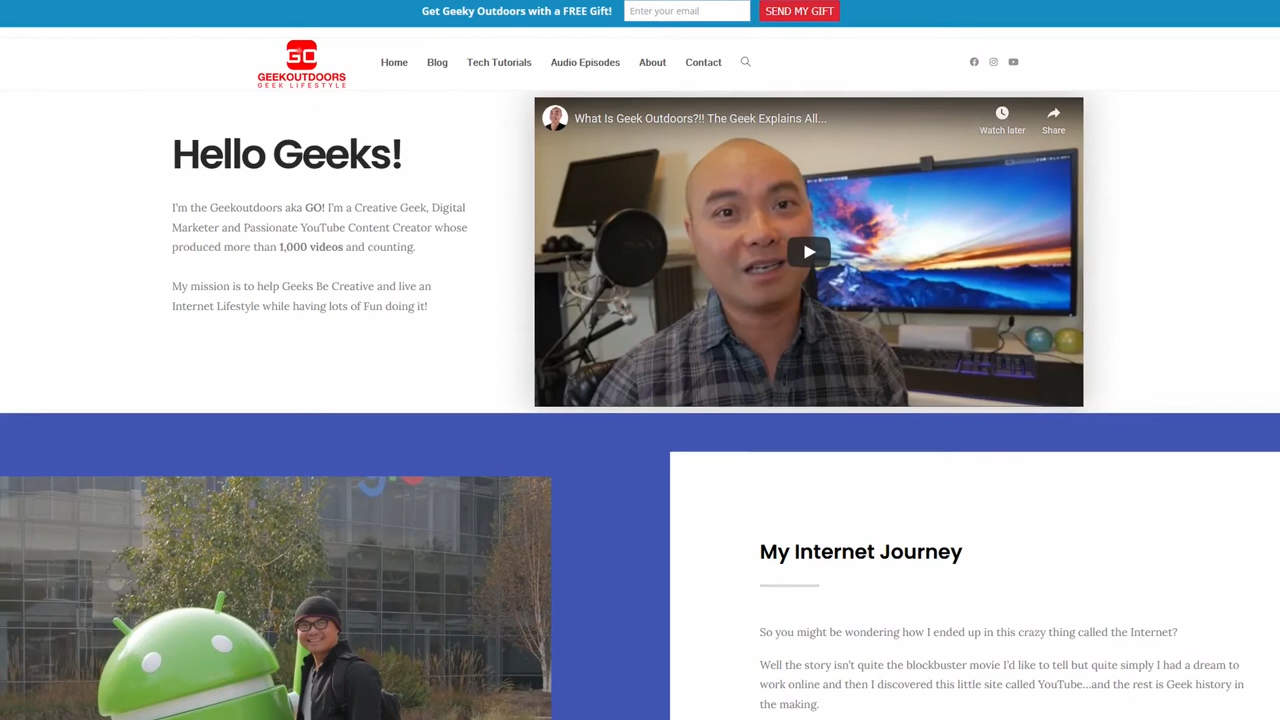 Get Geeky Outdoors with a FREE Gift!
Enter your email
SEND MY GIFT
GO
GEEKOUTDOORS
GEEK LIFESTYLE
Home
Blog
Tech Tutorials
Audio Episodes
About
Contact
Hello Geeks!
I'm the Geekoutdoors aka GO! I'm a Creative Geek, Digital
Marketer and Passionate YouTube Content Creator whose
produced more than 1,000 videos and counting.
My mission is to help Geeks Be Creative and live an
Internet Lifestyle while having lots of Fun doing it!
What Is Geek Outdoors?!! The Geek Explains All...
Watch later
Share
My Internet Journey
So you might be wondering how I ended up in this crazy thing called the Internet?
Well the story isn't quite the blockbuster movie I'd like to tell but quite simply I had a dream to
work online and then I discovered this little site called YouTube...and the rest is Geek history in
the making.